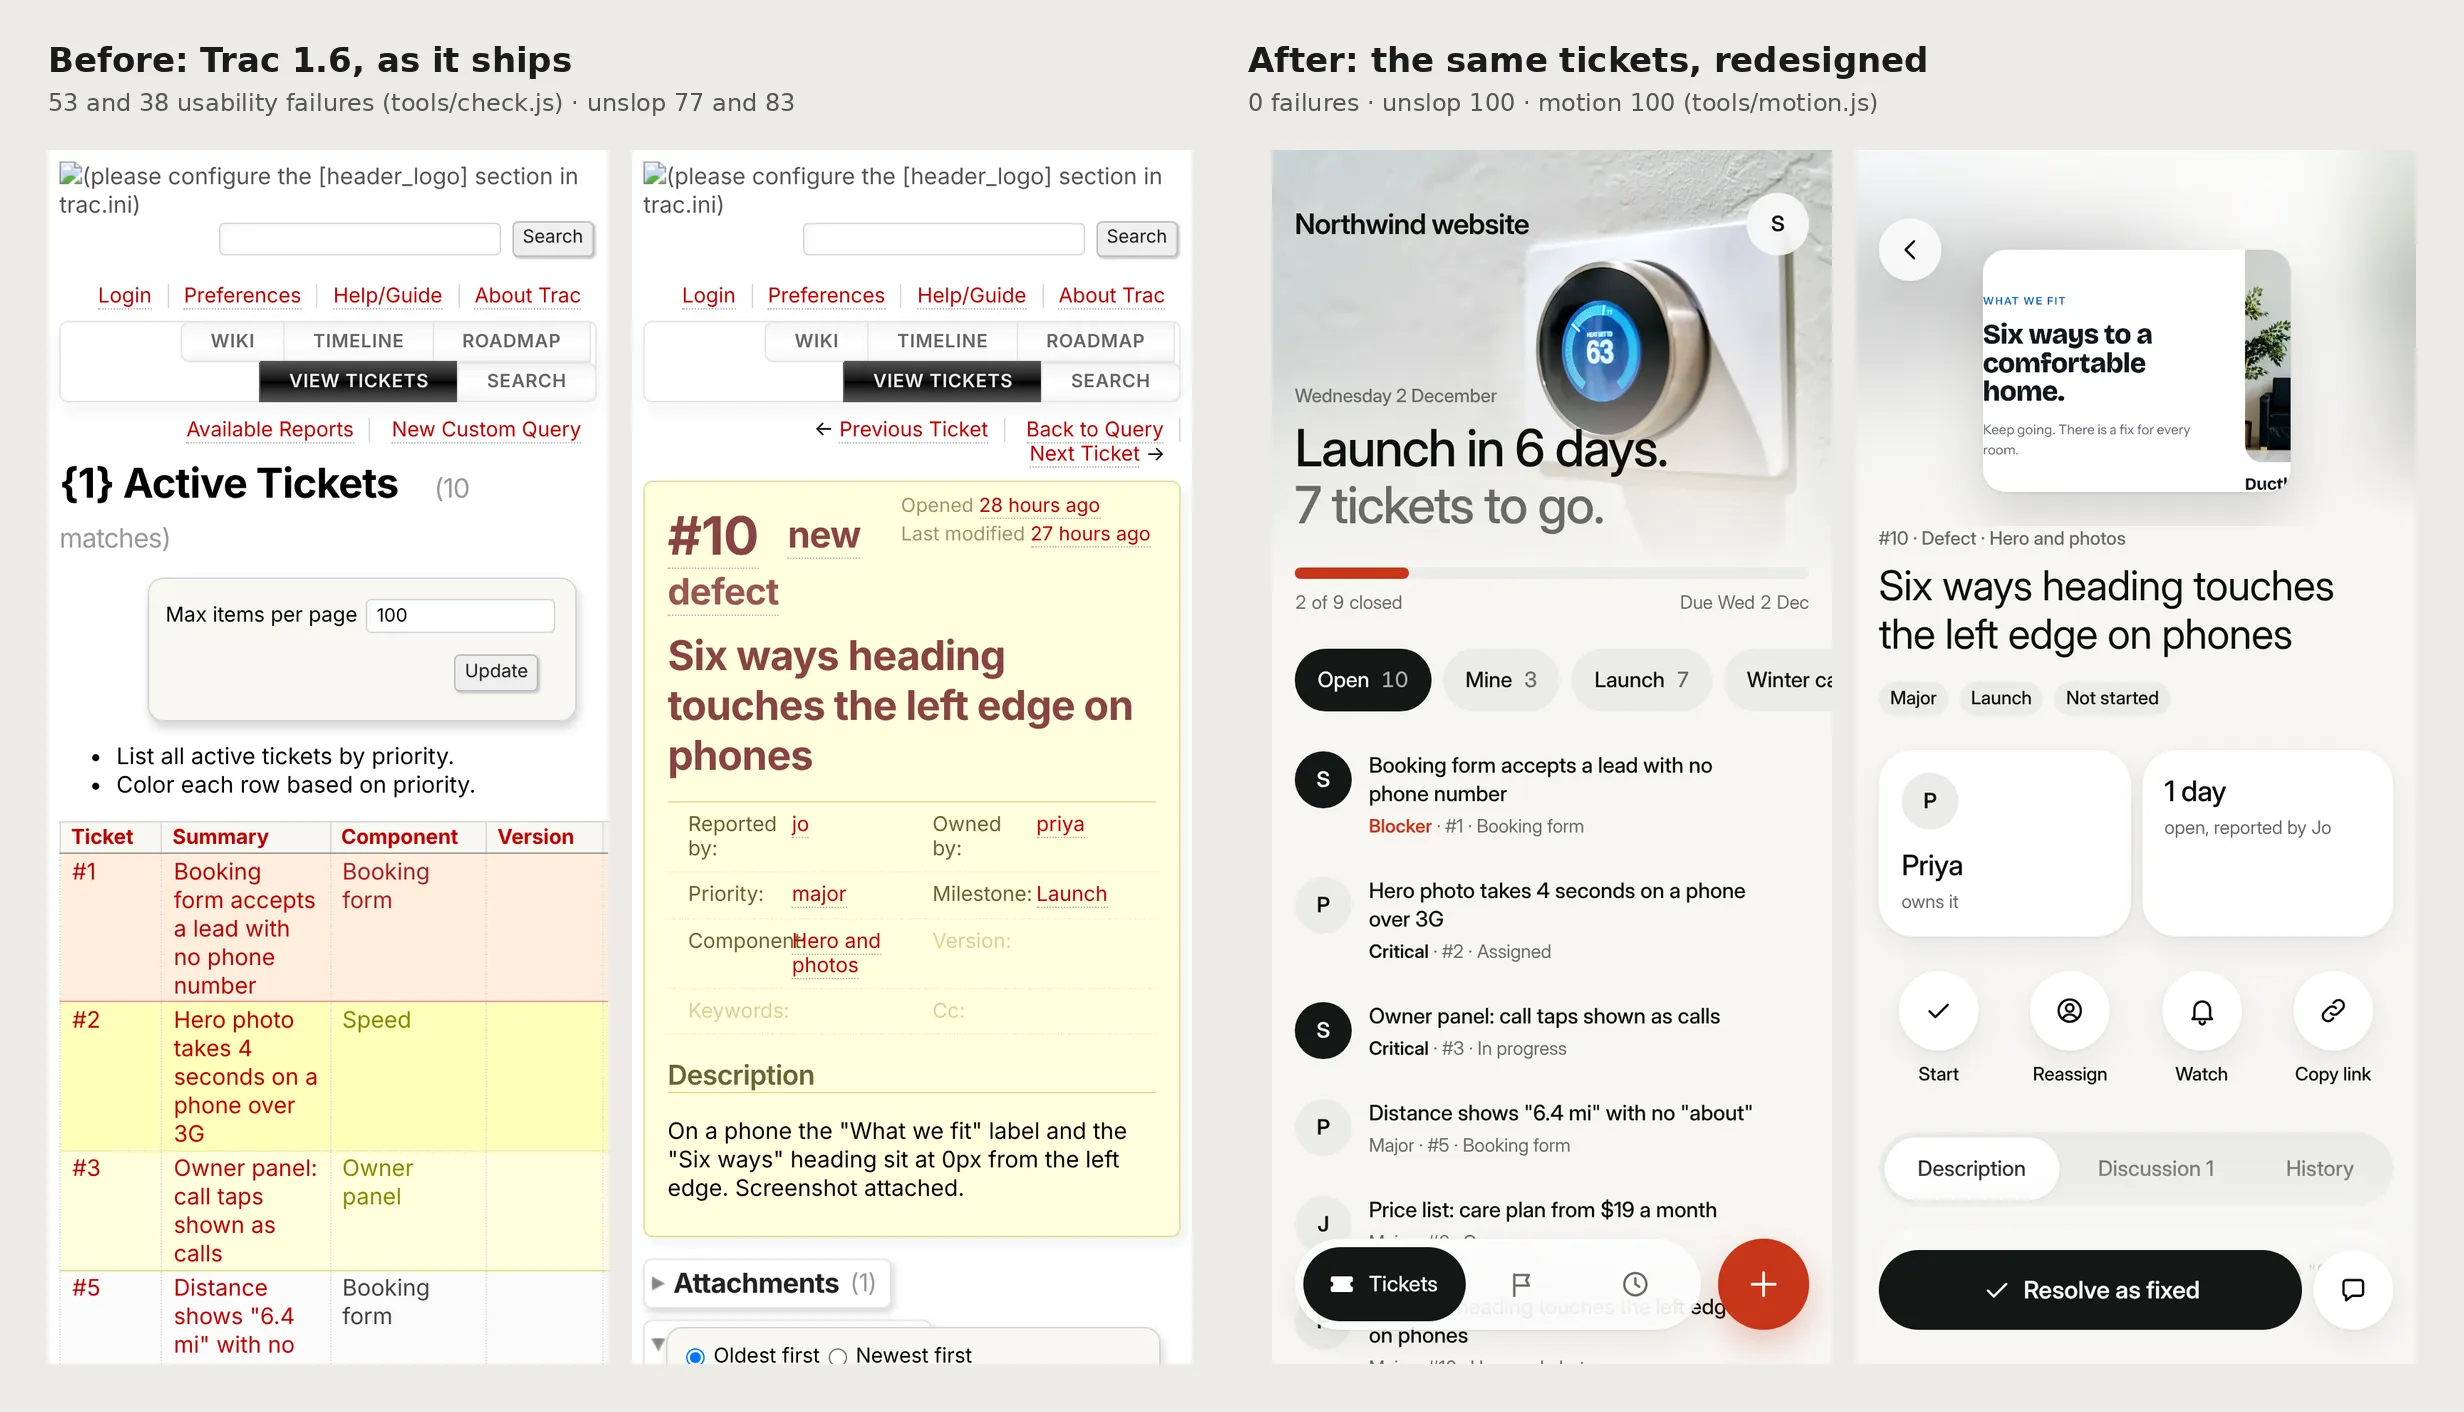 Before: Trac 1.6, as it ships
53 and 38 usability failures (tools/check.js) · unslop 77 and 83
(please configure the [header_logo] section in
trac.ini)
Search
Login
Preferences
Help/Guide
About Trac
WIKI
TIMELINE
ROADMAP
VIEW TICKETS
SEARCH
Available Reports
New Custom Query
{1} Active Tickets (10
matches)
Max items per page 100
Update
• List all active tickets by priority.
• Color each row based on priority.
Ticket Summary Component Version
#1 Booking Booking
form accepts form
a lead with
no phone
number
#2 Hero photo Speed
takes 4
seconds on a
phone over
3G
#3 Owner panel: Owner
call taps panel
shown as
calls
#5 Distance Booking
shows "6.4 form
mi" with no
(please configure the [header_logo] section in
trac.ini)
Search
Login
Preferences
Help/Guide
About Trac
WIKI
TIMELINE
ROADMAP
VIEW TICKETS
SEARCH
← Previous Ticket
Back to Query
Next Ticket →
Opened 28 hours ago
Last modified 27 hours ago
#10 new
defect
Six ways heading
touches the left edge on
phones
Reported jo Owned priya
by: by:
Priority: major Milestone: Launch
Component: Hero and Version:
photos
Keywords: Cc:
Description
On a phone the "What we fit" label and the
"Six ways" heading sit at 0px from the left
edge. Screenshot attached.
Attachments (1)
Oldest first Newest first
After: the same tickets, redesigned
0 failures · unslop 100 · motion 100 (tools/motion.js)
Northwind website
S
63
Wednesday 2 December
Launch in 6 days.
7 tickets to go.
2 of 9 closed
Due Wed 2 Dec
Open 10
Mine 3
Launch 7
Winter ca
S
Booking form accepts a lead with no
phone number
Blocker · #1 · Booking form
P
Hero photo takes 4 seconds on a phone
over 3G
Critical · #2 · Assigned
S
Owner panel: call taps shown as calls
Critical · #3 · In progress
P
Distance shows "6.4 mi" with no "about"
Major · #5 · Booking form
J
Price list: care plan from $19 a month
Tickets
heading touches the left edg
on phones
WHAT WE FIT
Six ways to a
comfortable
home.
Keep going. There is a fix for every
room.
Duct
#10 · Defect · Hero and photos
Six ways heading touches
the left edge on phones
Major
Launch
Not started
P
Priya
owns it
1 day
open, reported by Jo
Start
Reassign
Watch
Copy link
Description
Discussion 1
History
Resolve as fixed